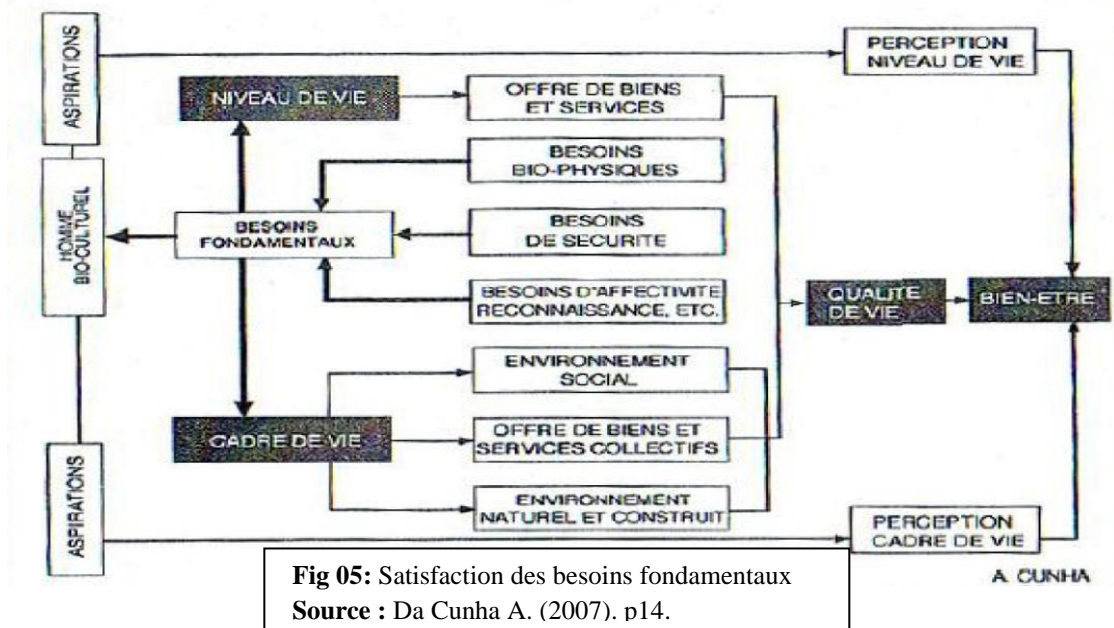 ASPIRATIONS
HOMME
BIO-CULTUREL
ASPIRATIONS
NIVEAU DE VIE
BESOINS
FONDAMENTAUX
CADRE DE VIE
OFFRE DE BIENS
ET SERVICES
BESOINS
BIO-PHYSIQUES
BESOINS
DE SECURITE
BESOINS D'AFFECTIVITE
RECONNAISSANCE, ETC.
ENVIRONNEMENT
SOCIAL
OFFRE DE BIENS ET
SERVICES COLLECTIFS
ENVIRONNEMENT
NATUREL ET CONSTRUIT
PERCEPTION
NIVEAU DE VIE
QUALITE
DE VIE
BIEN-ETRE
PERCEPTION
CADRE DE VIE
A. CUNHA
Fig 05: Satisfaction des besoins fondamentaux
Source : Da Cunha A. (2007). p14.